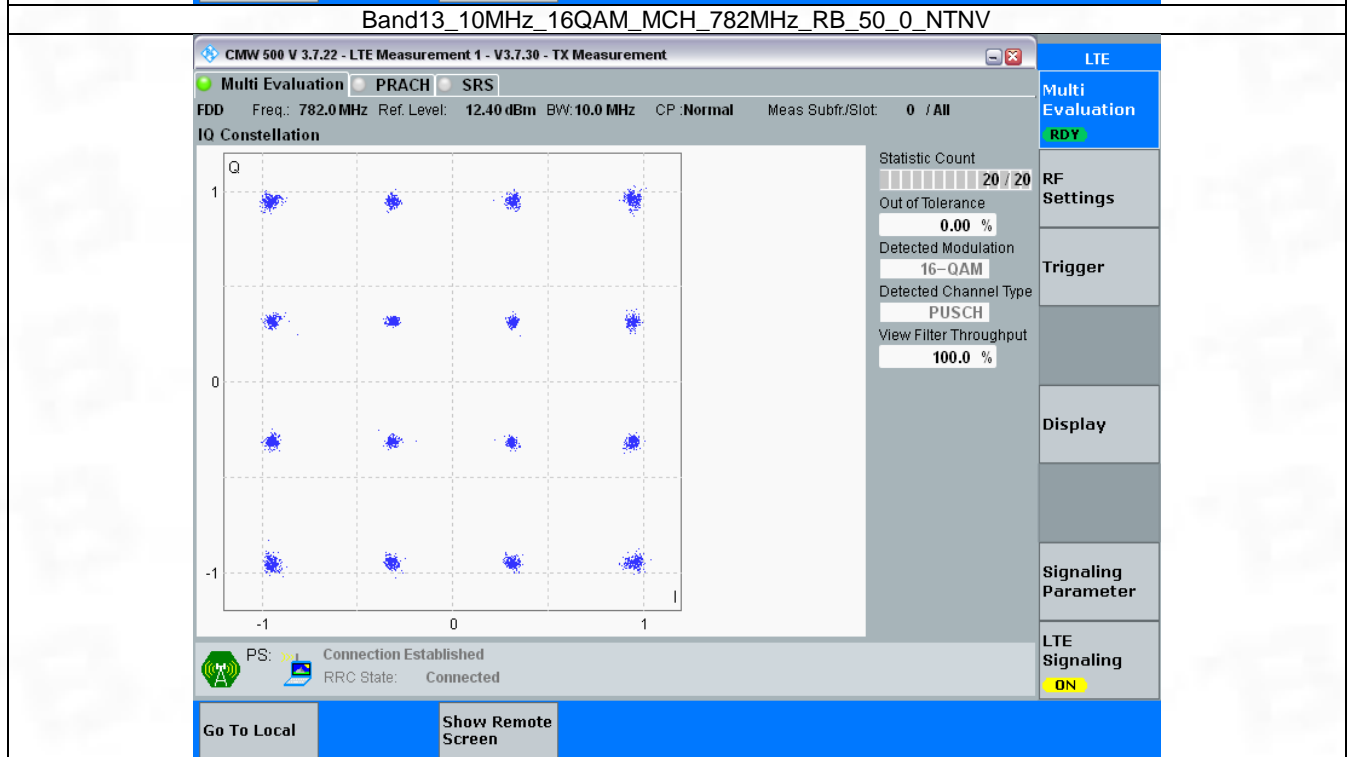 Band13_10MHz_16QAM_MCH_782MHz_RB_50_0_NTNV
CMW 500 V 3.7.22 - LTE Measurement 1 - V3.7.30 - TX Measurement
LTE
Multi Evaluation PRACH SRS
Multi
Evaluation
RDY
FDD Freq.: 782.0 MHz Ref. Level: 12.40 dBm BW: 10.0 MHz CP :Normal Meas Subfr./Slot: 0 / All
IQ Constellation
Q
1
0
-1
I
-1 0 1
Statistic Count
20 / 20
Out of Tolerance
0.00 %
Detected Modulation
16-QAM
Detected Channel Type
PUSCH
View Filter Throughput
100.0 %
RF
Settings
Trigger
Display
Signaling
Parameter
LTE
Signaling
ON
PS: Connection Established
RRC State: Connected
Go To Local
Show Remote
Screen